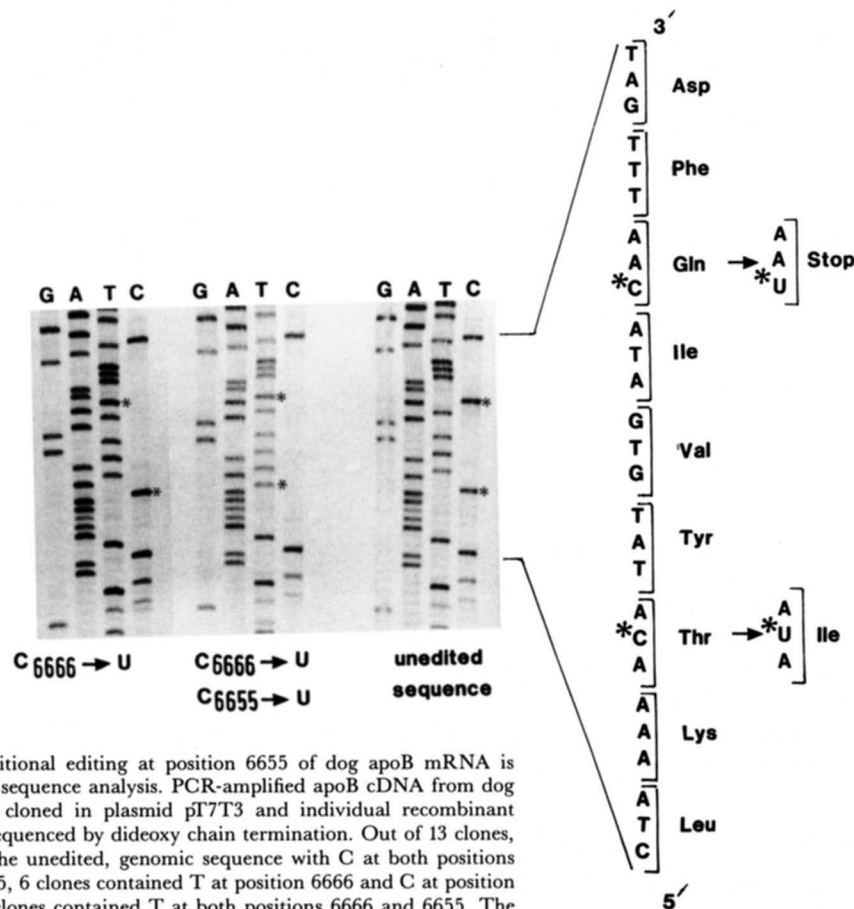 3′
T
A Asp
G
T
T Phe
T
A
A Gln → A A *U Stop
*C
A
T Ile
A
G
T Val
G
T
A Tyr
T
A
*C Thr → A *U A Ile
A
A
A Lys
A
A
T Leu
C
5′
G A T C G A T C G A T C
*
*
*
*
*
*
C6666 → U
C6666 → U
C6655 → U
unedited
sequence
itional editing at position 6655 of dog apoB mRNA is
sequence analysis. PCR-amplified apoB cDNA from dog
cloned in plasmid pT7T3 and individual recombinant
equenced by dideoxy chain termination. Out of 13 clones,
he unedited, genomic sequence with C at both positions
5, 6 clones contained T at position 6666 and C at position
clones contained T at both positions 6666 and 6655. The